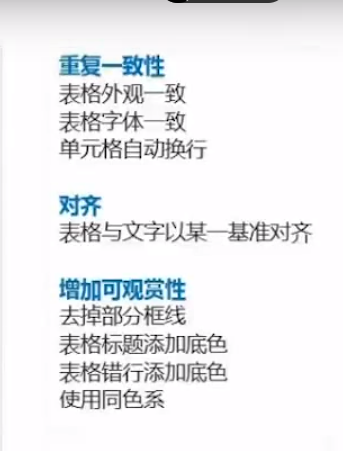 重复一致性
表格外观一致
表格字体一致
单元格自动换行
对齐
表格与文字以某一基准对齐
增加可观赏性
去掉部分框线
表格标题添加底色
表格错行添加底色
使用同色系